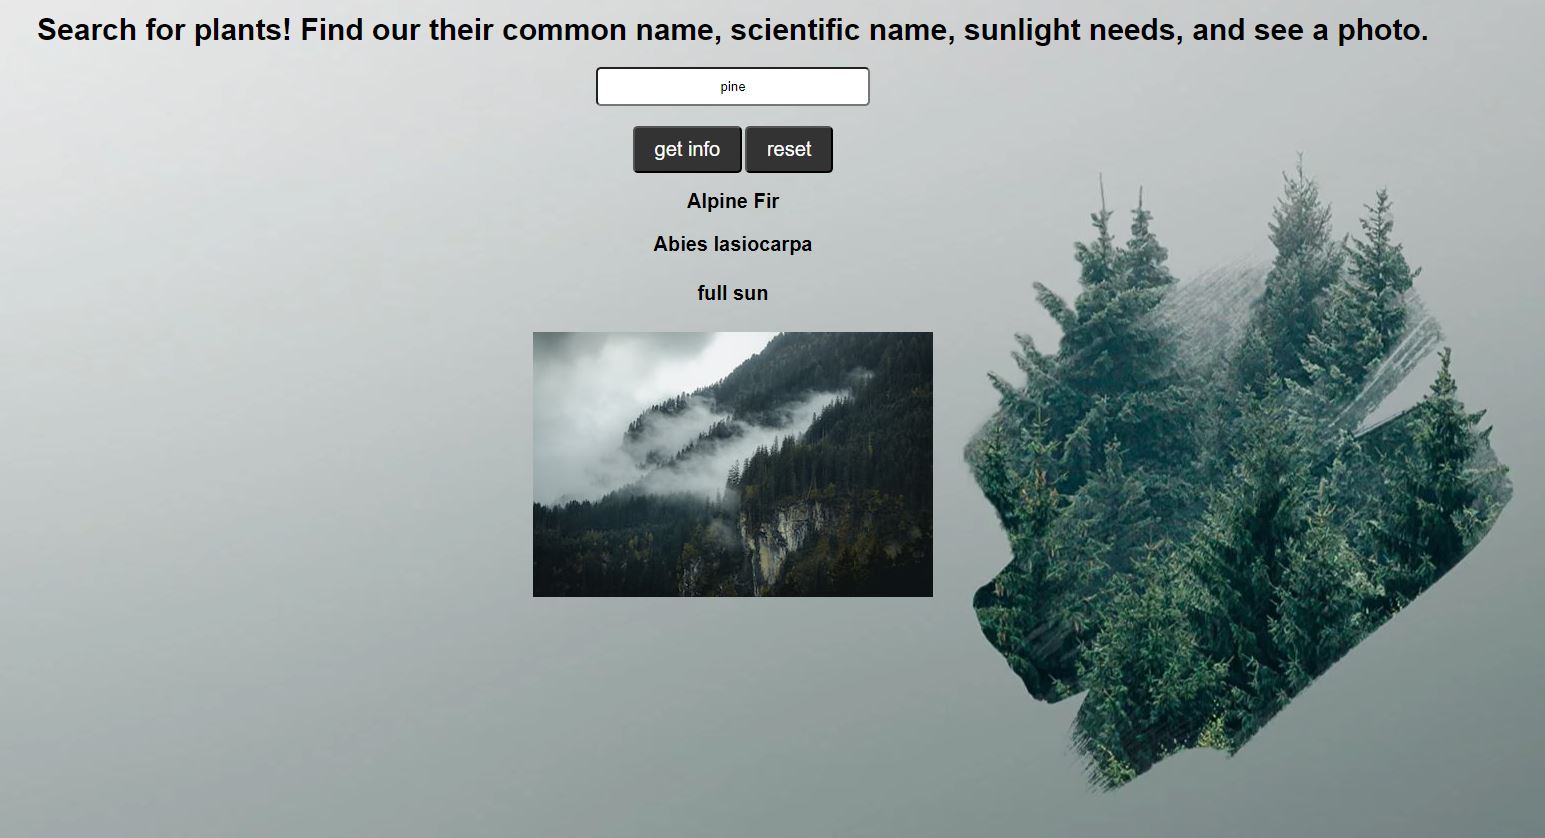 Search for plants! Find our their common name, scientific name, sunlight needs, and see a photo.
pine
get info reset
Alpine Fir
Abies lasiocarpa
full sun